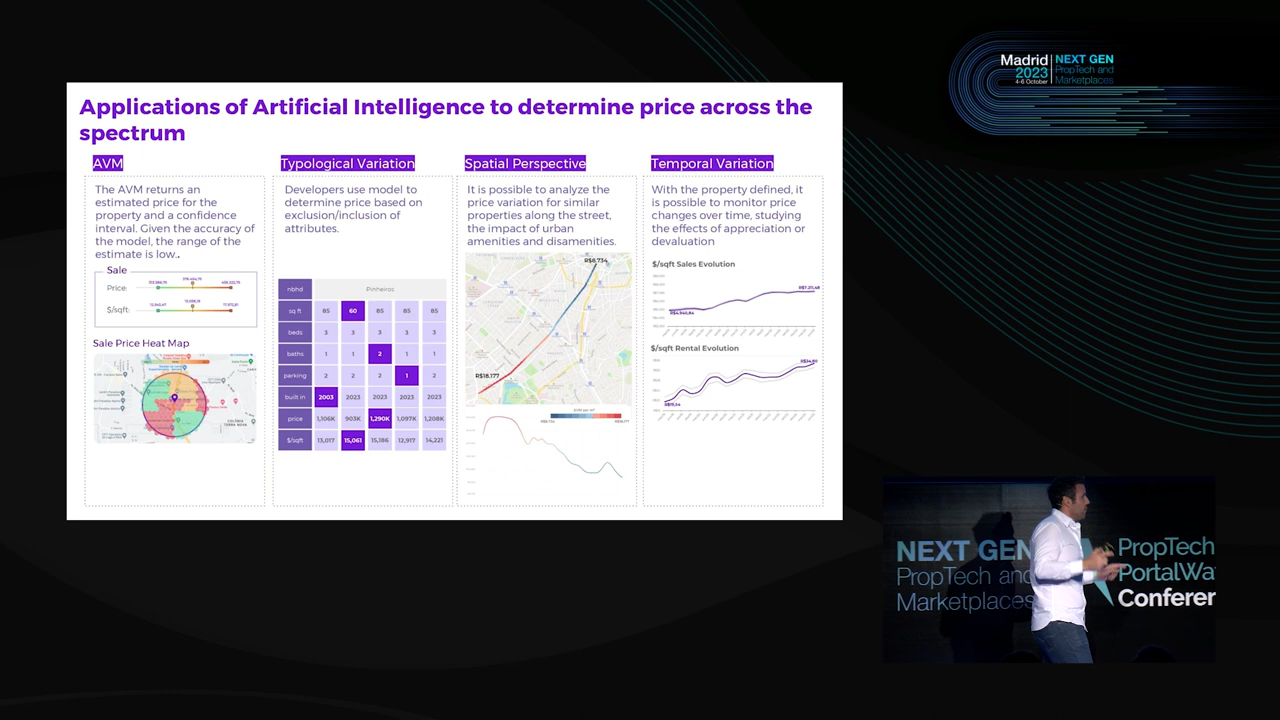 Madrid
2023
4-6 October
NEXT GEN
PropTech and
Marketplaces
Applications of Artificial Intelligence to determine price across the
spectrum
AVM
The AVM returns an
estimated price for the
property and a confidence
interval. Given the accuracy of
the model, the range of the
estimate is low..
Sale
Price:
$/sqft:
Sale Price Heat Map
Typological Variation
Developers use model to
determine price based on
exclusion/inclusion of
attributes.
nbhd Pinheiros
sq ft 85 60 85 85 85
beds 3 3 3 3 3
baths 1 1 2 1 1
parking 2 2 2 1 2
built in 2003 2023 2023 2023 2023
price 1,106K 903K 1,290K 1,097K 1,208K
$/sqft 13,017 15,061 15,186 12,917 14,221
Spatial Perspective
It is possible to analyze the
price variation for similar
properties along the street,
the impact of urban
amenities and disamenities.
R$6,734
R$18,177
Temporal Variation
With the property defined, it
is possible to monitor price
changes over time, studying
the effects of appreciation or
devaluation
$/sqft Sales Evolution
$/sqft Rental Evolution
NEXT GEN
PropTech and
Marketplaces
PropTech
PortalWa
Conferen